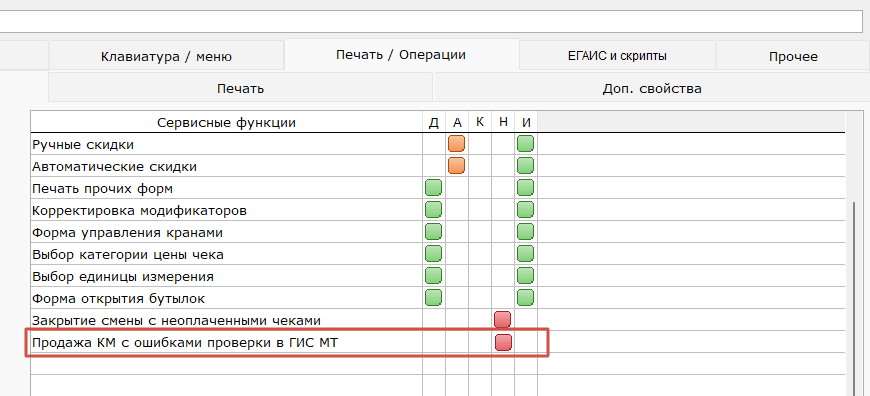 Клавиатура / меню Печать / Операции ЕГАИС и скрипты Прочее
Печать Доп. свойства
Сервисные функции Д А К Н И
Ручные скидки
Автоматические скидки
Печать прочих форм
Корректировка модификаторов
Форма управления кранами
Выбор категории цены чека
Выбор единицы измерения
Форма открытия бутылок
Закрытие смены с неоплаченными чеками
Продажа КМ с ошибками проверки в ГИС МТ